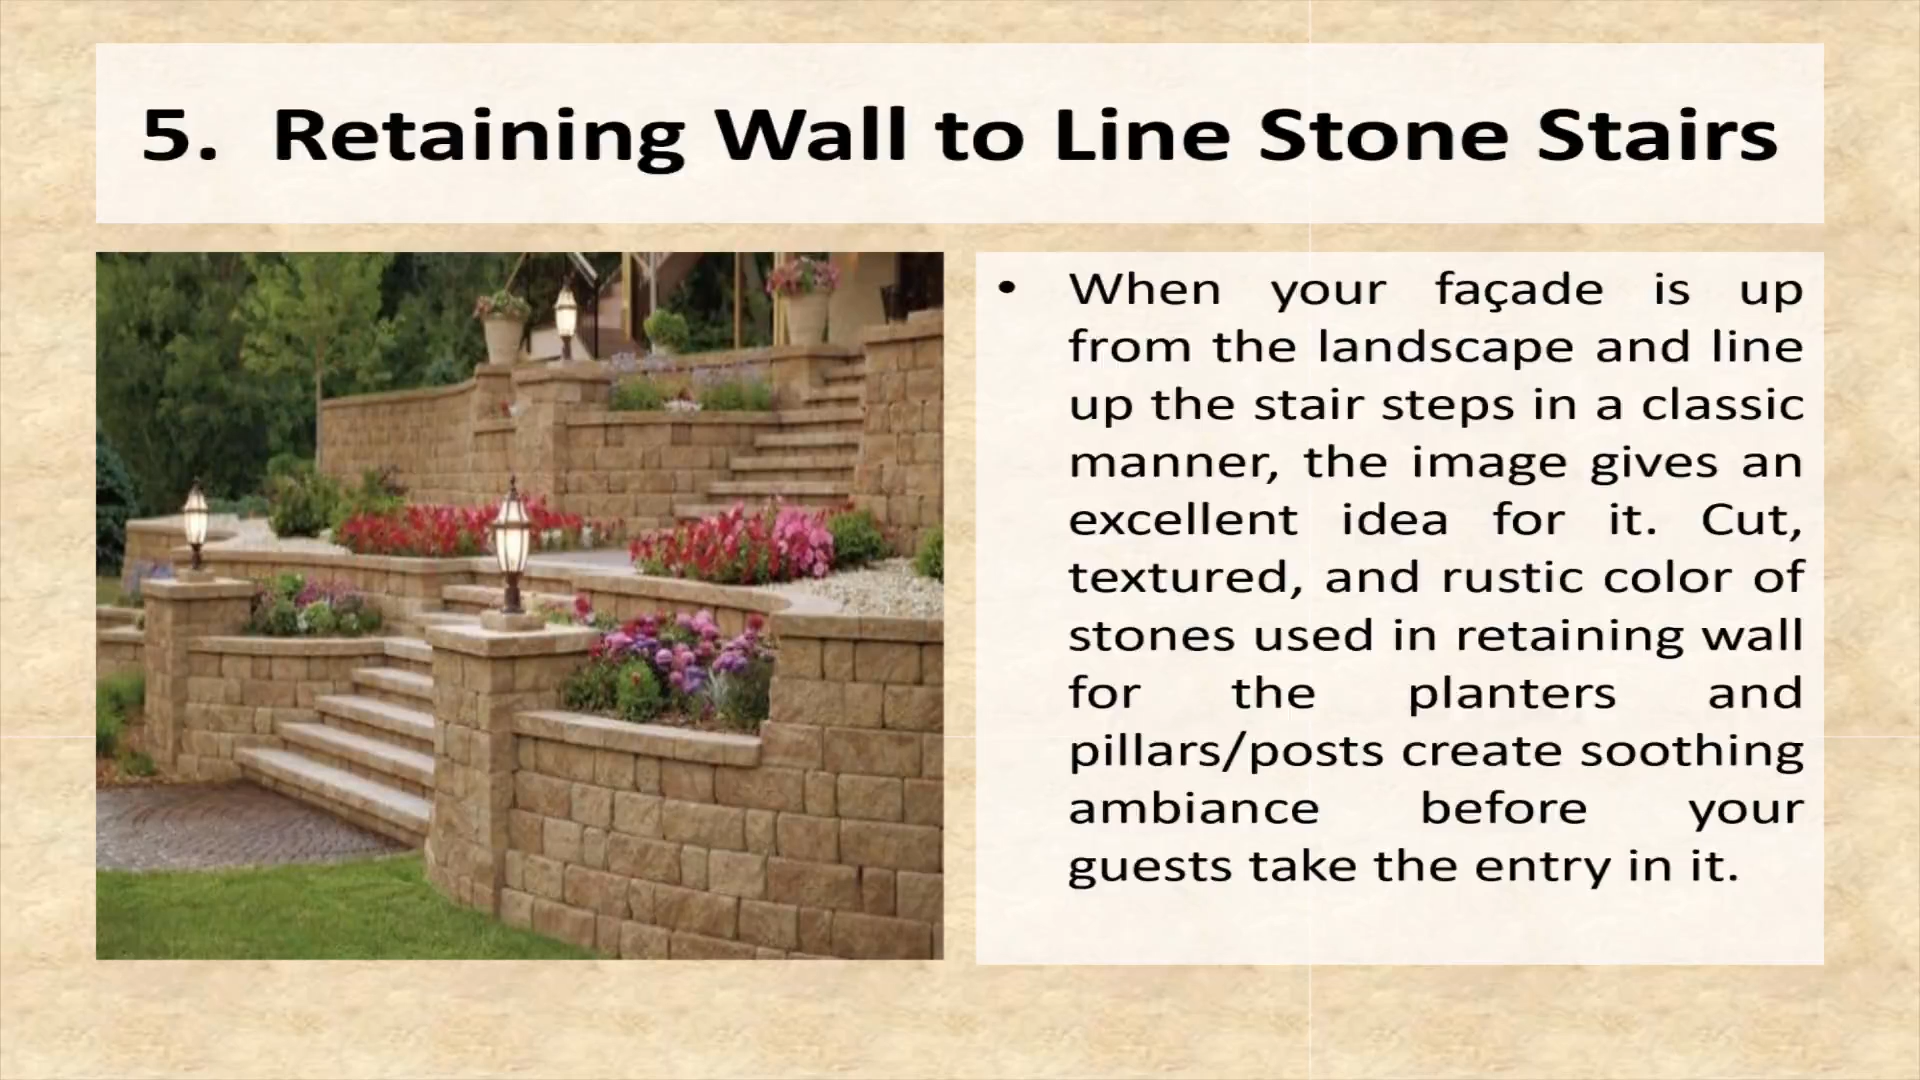 5. Retaining Wall to Line Stone Stairs
• When your façade is up
from the landscape and line
up the stair steps in a classic
manner, the image gives an
excellent idea for it. Cut,
textured, and rustic color of
stones used in retaining wall
for the planters and
pillars/posts create soothing
ambiance before your
guests take the entry in it.